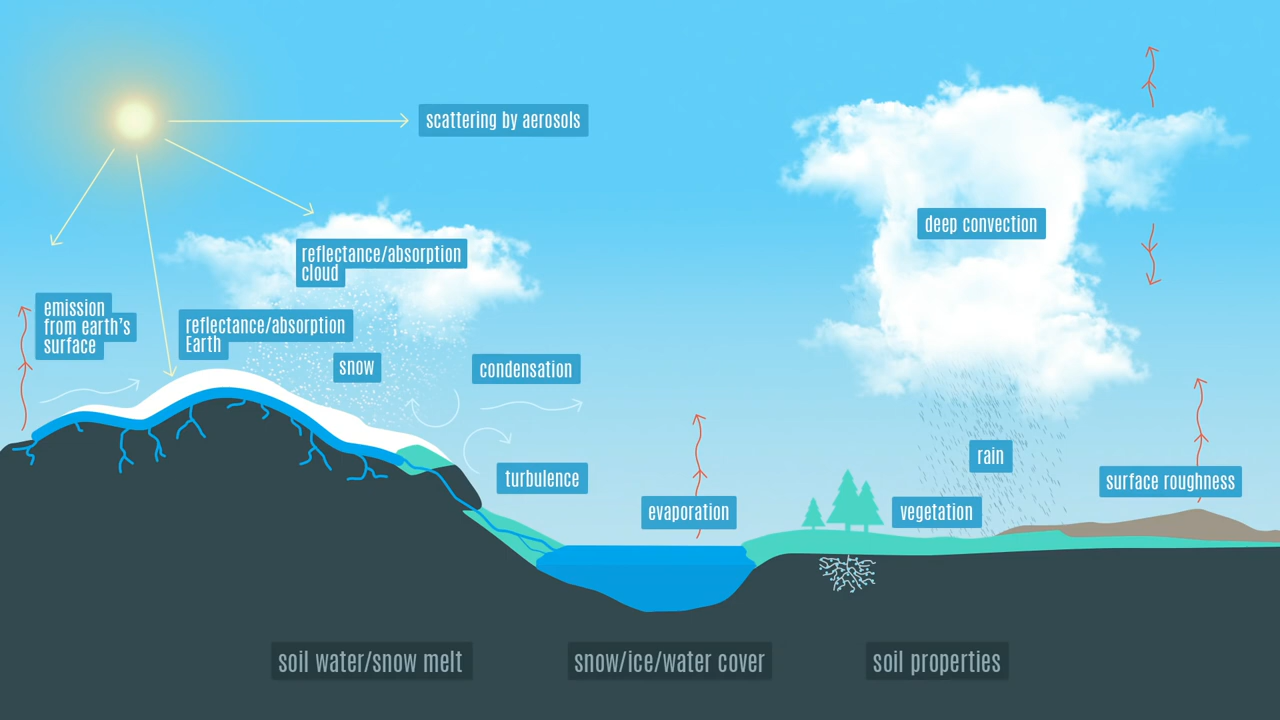 scattering by aerosols
deep convection
reflectance/absorption
cloud
emission
from earth's
surface
reflectance/absorption
Earth
snow
condensation
turbulence
rain
surface roughness
evaporation
vegetation
soil water/snow melt
snow/ice/water cover
soil properties